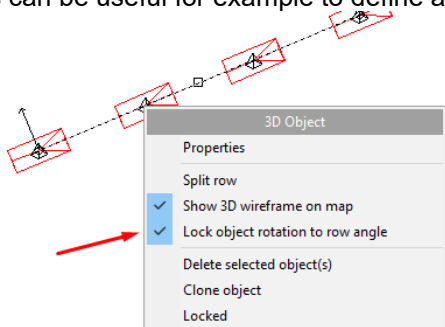 can be useful for example to define a
3D Object
Properties
Split row
Show 3D wireframe on map
Lock object rotation to row angle
Delete selected object(s)
Clone object
Locked